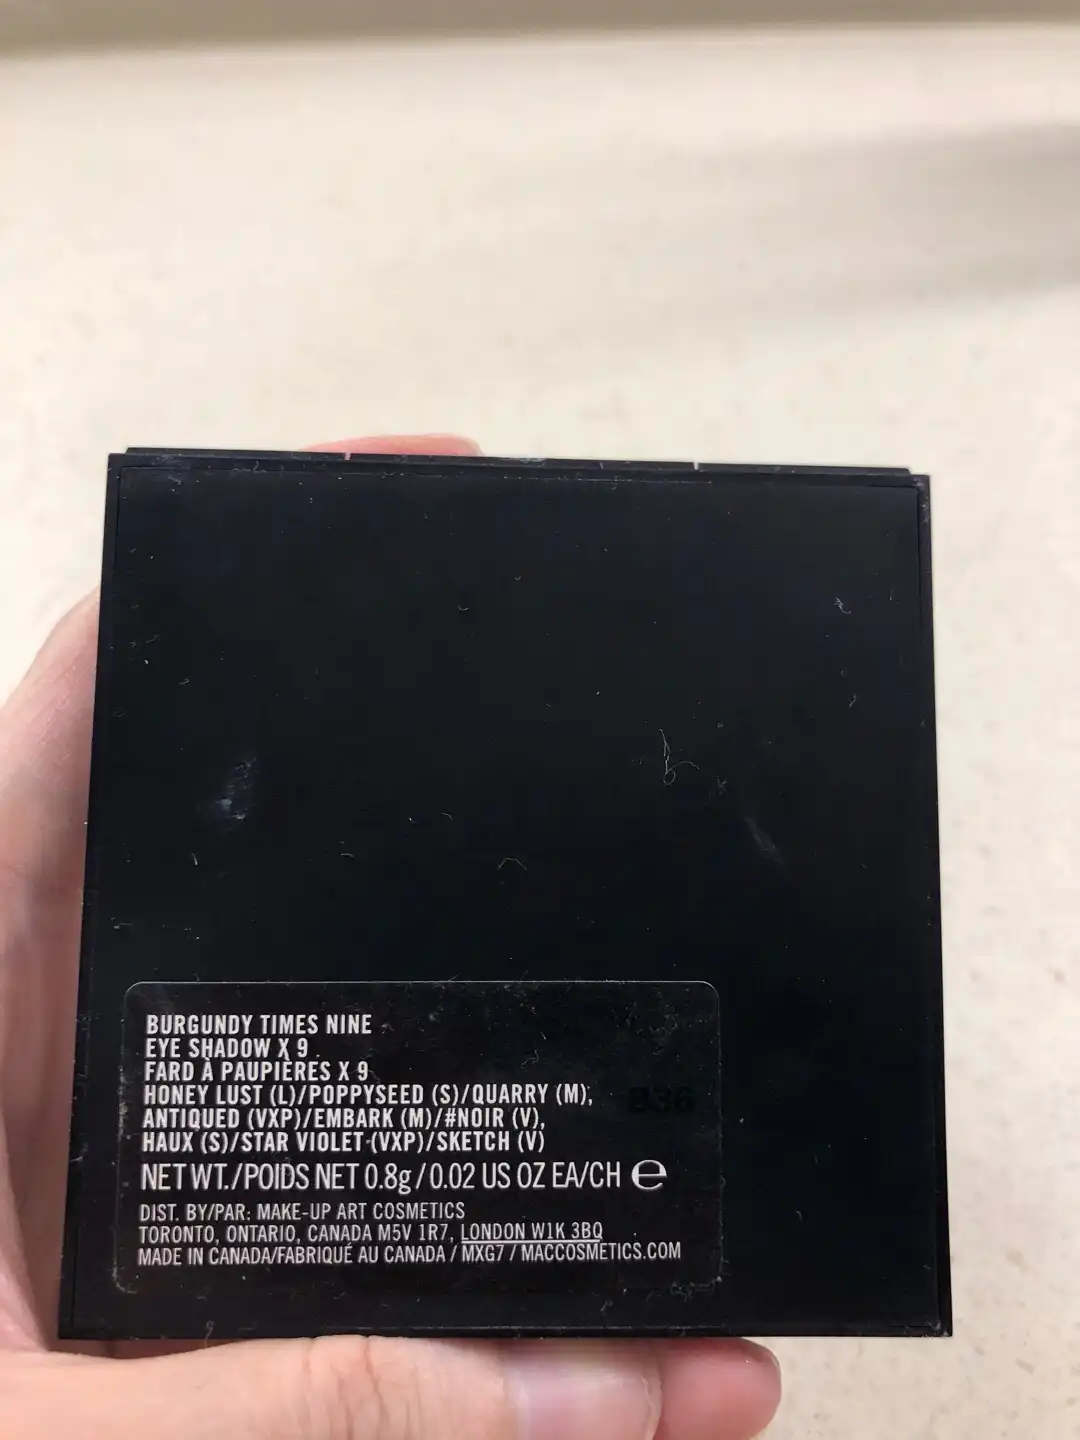 BURGUNDY TIMES NINE
EYE SHADOW X 9
FARD À PAUPIÈRES X 9
HONEY LUST (L)/POPPYSEED (S)/QUARRY (M),
ANTIQUED (VXP)/EMBARK (M)/#NOIR (V),
HAUX (S)/STAR VIOLET (VXP)/SKETCH (V)
B36
NET WT./POIDS NET 0.8g/0.02 US OZ EA/CH ℮
DIST. BY/PAR: MAKE-UP ART COSMETICS
TORONTO, ONTARIO, CANADA M5V 1R7, LONDON W1K 3BQ
MADE IN CANADA/FABRIQUÉ AU CANADA / MXG7 / MACCOSMETICS.COM